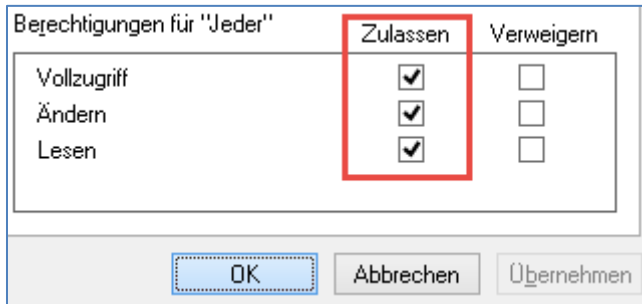 Berechtigungen für "Jeder" Zulassen Verweigern
Vollzugriff
Ändern
Lesen
OK Abbrechen Übernehmen